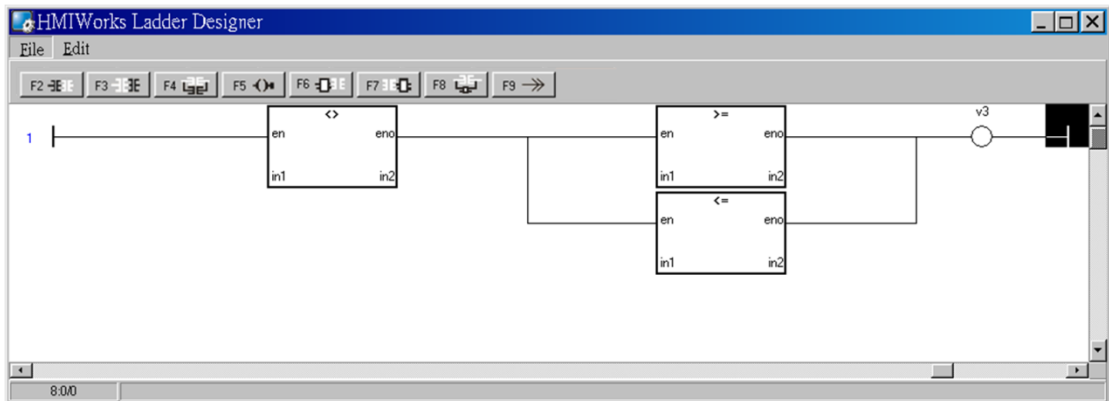 HMIWorks Ladder Designer
File Edit
F2 F3 F4 F5 F6 F7 F8 F9
<> >= v3
1 en eno en eno
in1 in2 in1 in2
<=
en eno
in1 in2
8:0/0